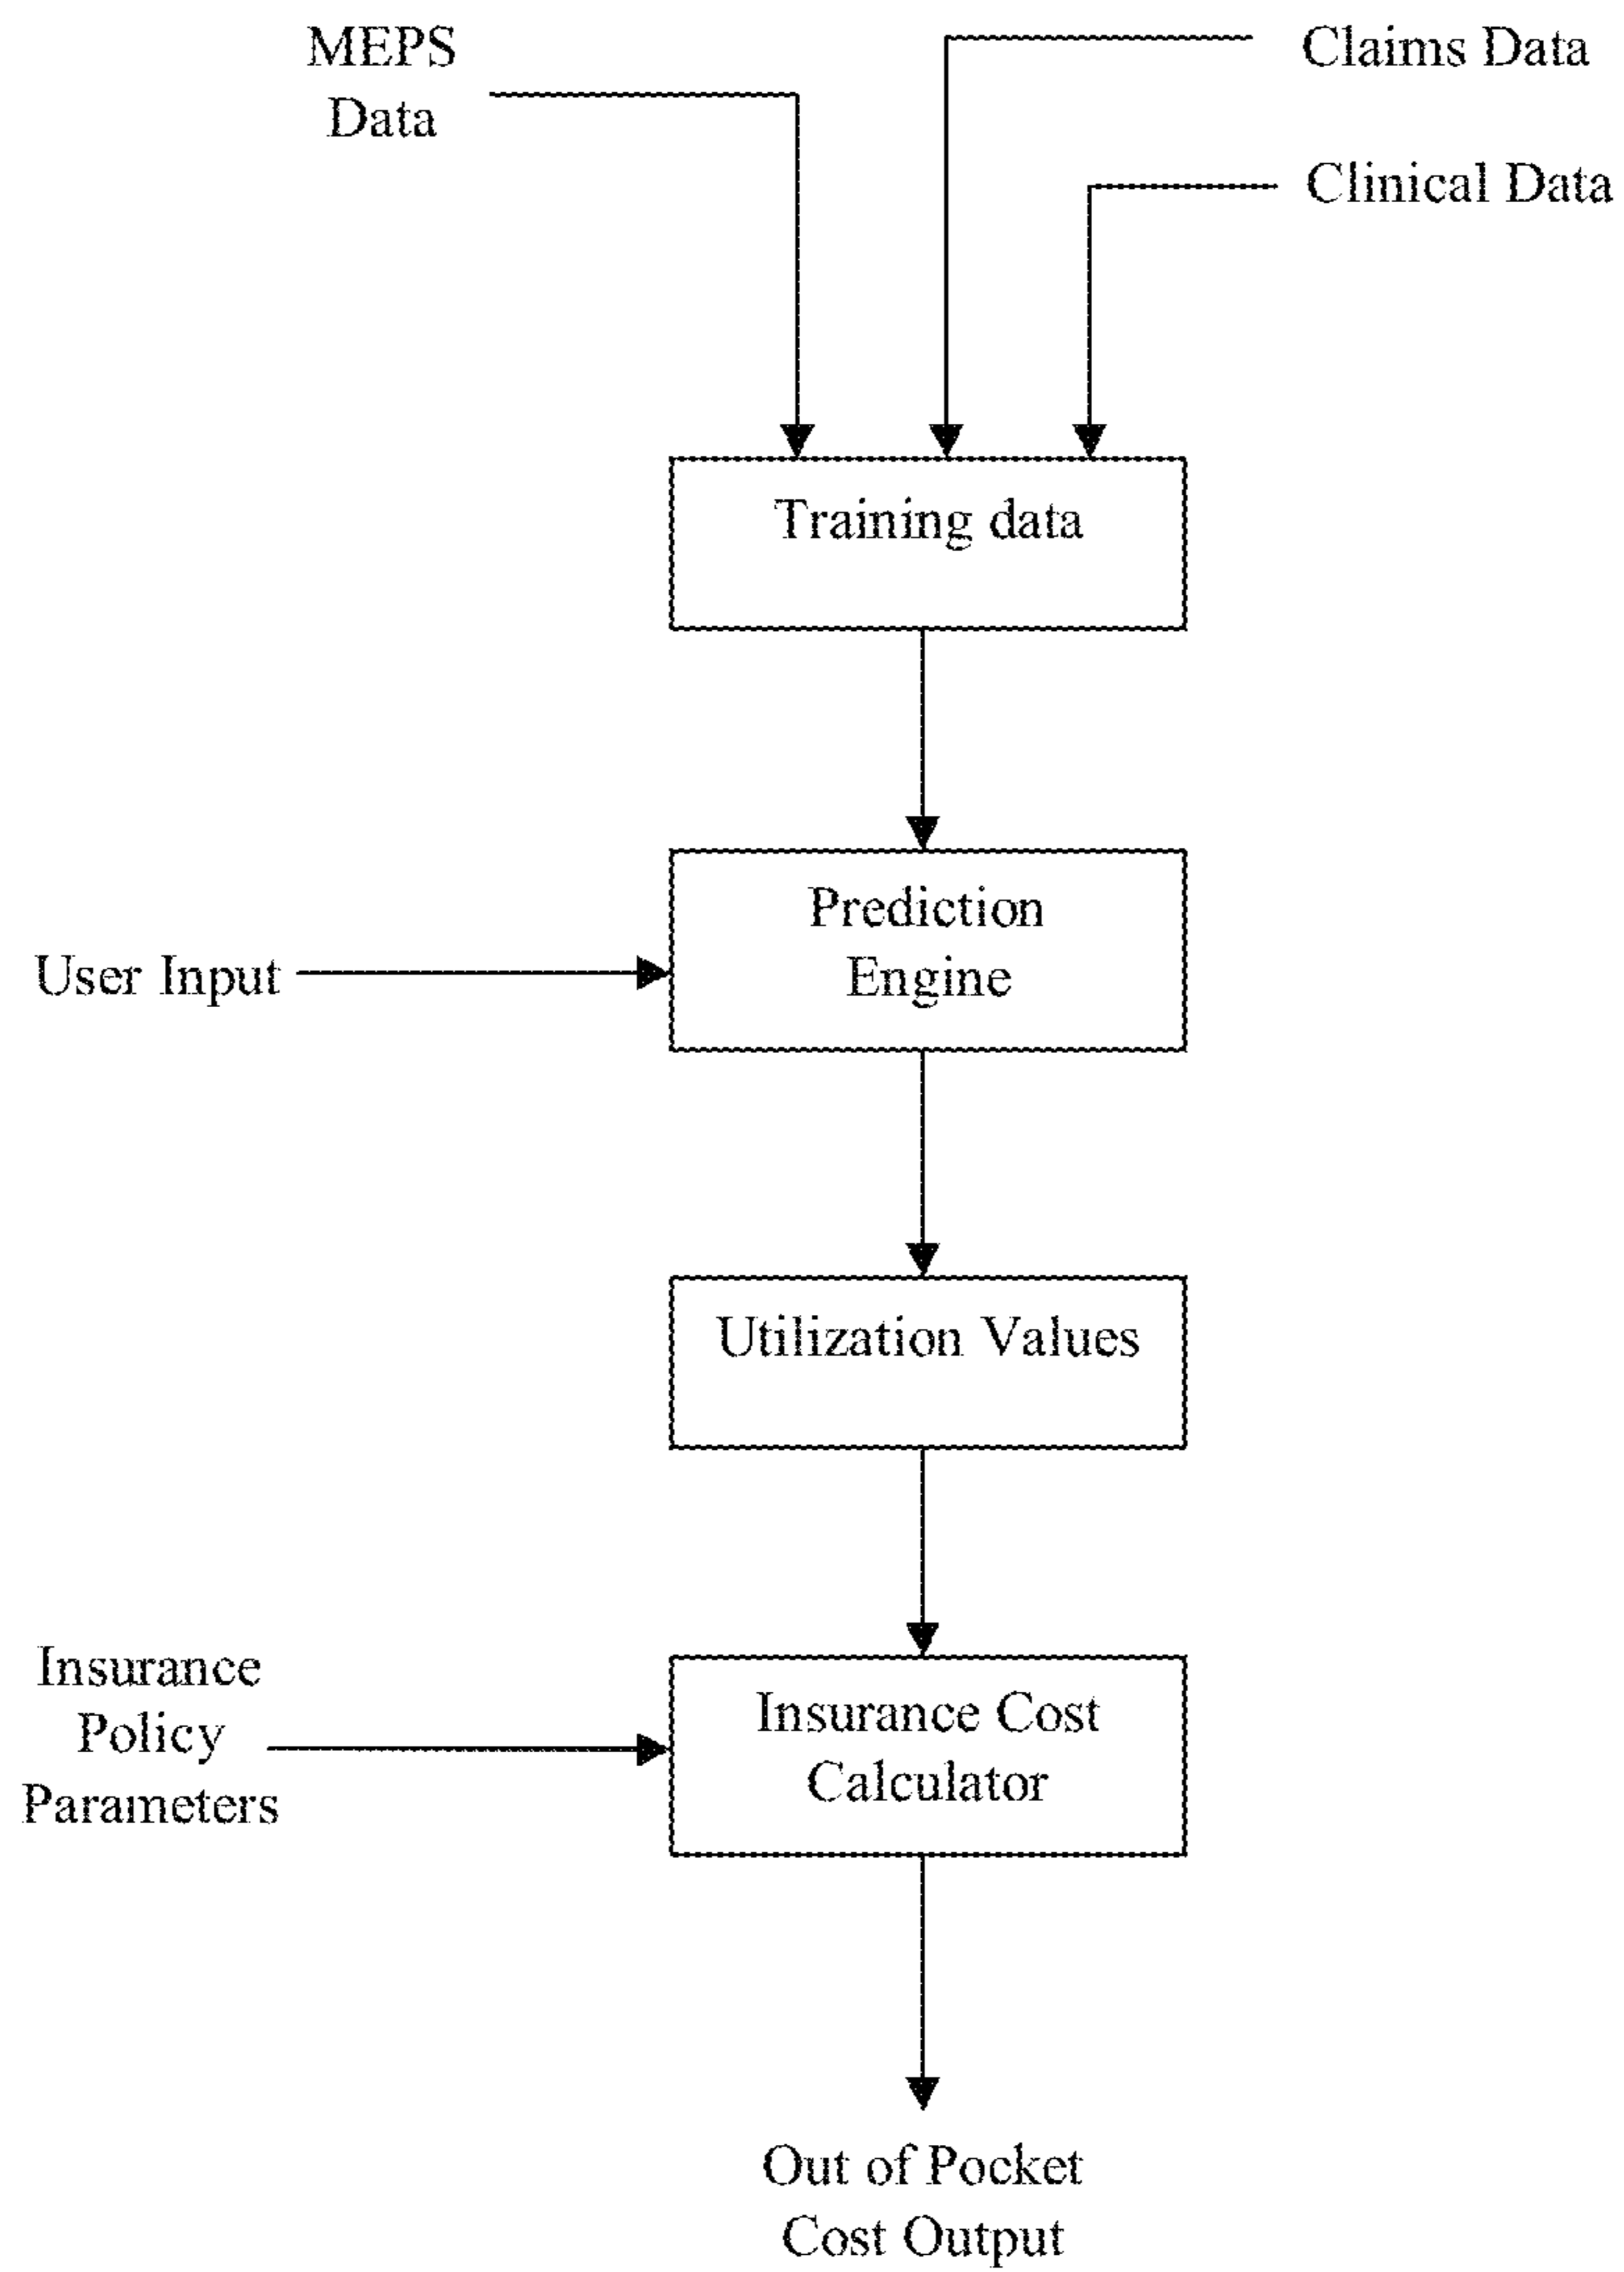 MEPS
Data
Claims Data
Clinical Data
Training data
Prediction
Engine
User Input
Utilization Values
Insurance
Policy
Parameters
Insurance Cost
Calculator
Out of Pocket
Cost Output